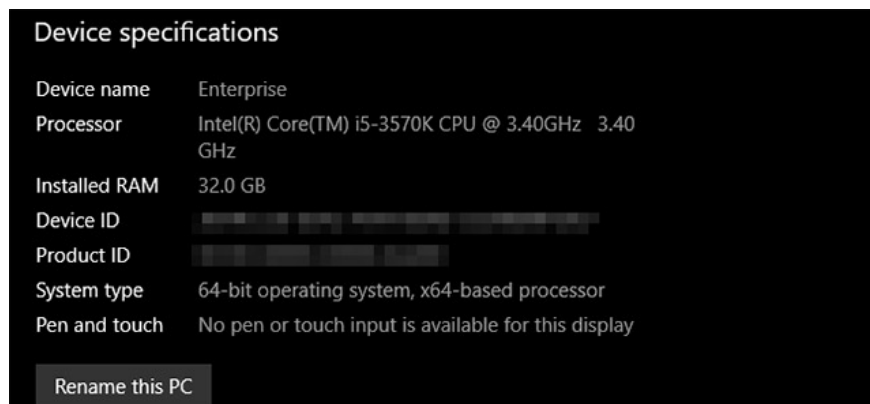 Device specifications
Device name Enterprise
Processor Intel(R) Core(TM) i5-3570K CPU @ 3.40GHz 3.40
GHz
Installed RAM 32.0 GB
Device ID
Product ID
System type 64-bit operating system, x64-based processor
Pen and touch No pen or touch input is available for this display
Rename this PC